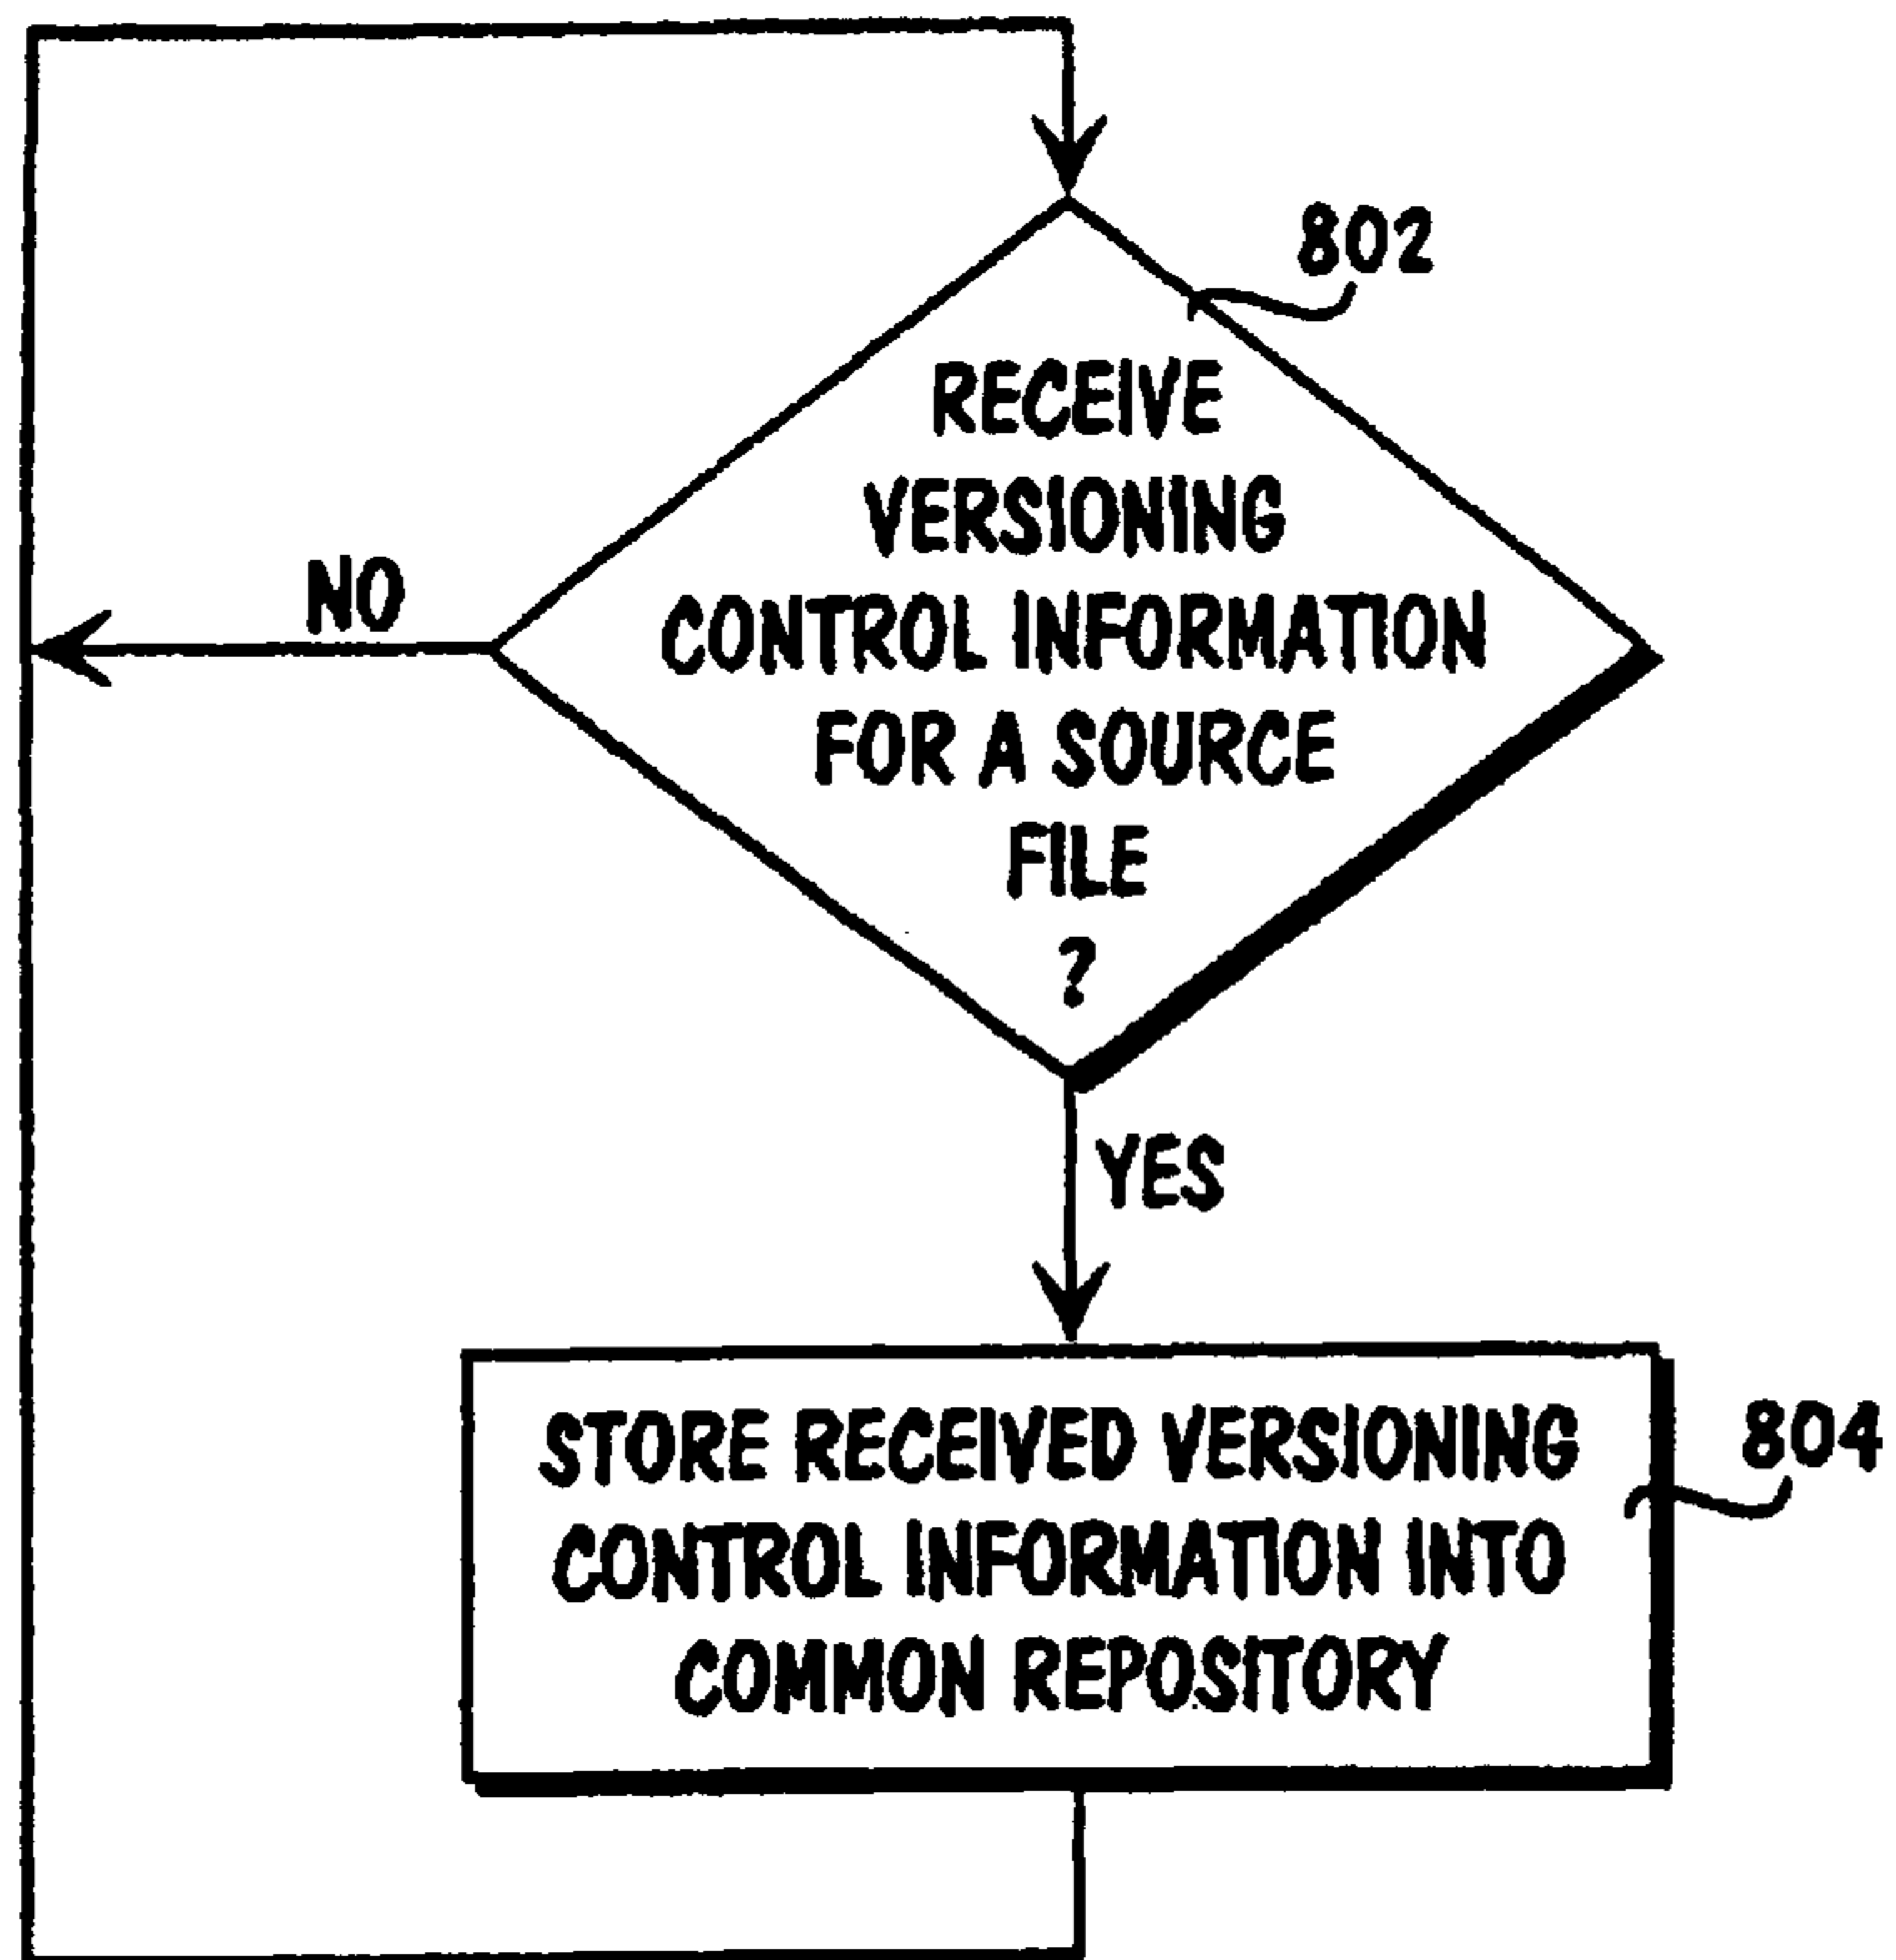 802
RECEIVE
VERSIONING
CONTROL INFORMATION
FOR A SOURCE
FILE
?
NO
YES
STORE RECEIVED VERSIONING
CONTROL INFORMATION INTO
COMMON REPOSITORY
804